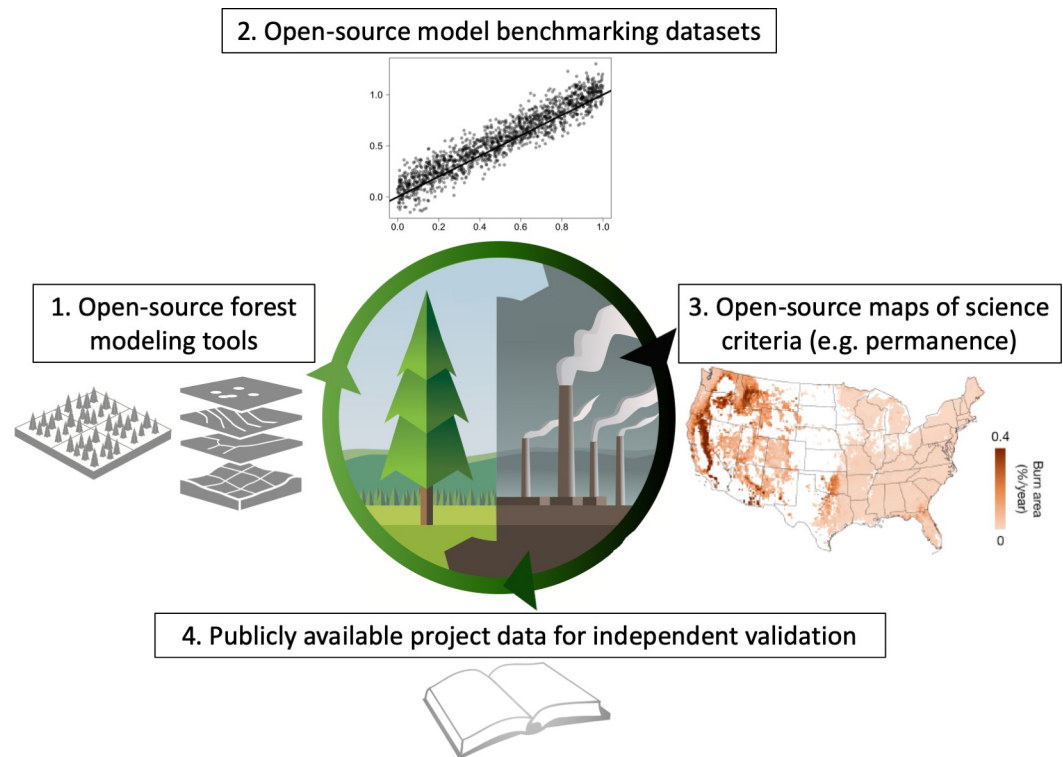 2. Open-source model benchmarking datasets
1.0
0.5
0.0
0.0
0.2
0.4
0.6
0.8
1.0
1. Open-source forest
modeling tools
3. Open-source maps of science
criteria (e.g. permanence)
0.4
Burn area
(%/year)
0
4. Publicly available project data for independent validation